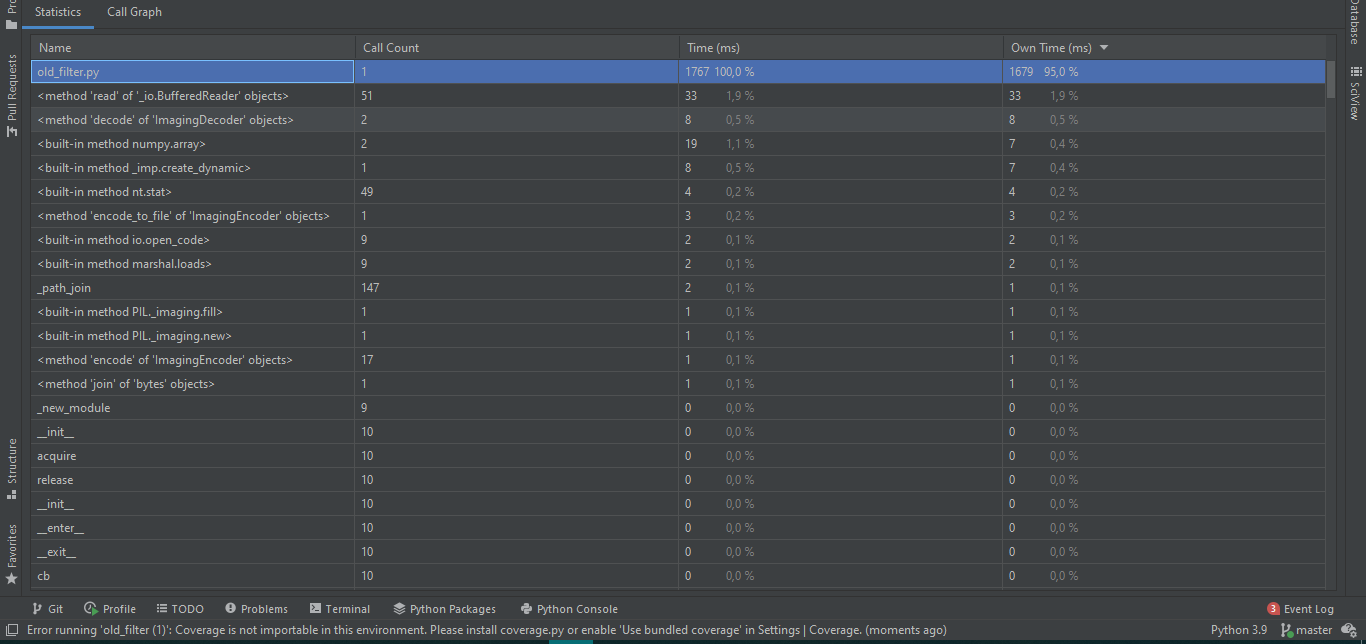 Statistics Call Graph
Name Call Count Time (ms) Own Time (ms)
old_filter.py 1 1767 100,0 % 1679 95,0 %
<method 'read' of '_io.BufferedReader' objects> 51 33 1,9 % 33 1,9 %
<method 'decode' of 'ImagingDecoder' objects> 2 8 0,5 % 8 0,5 %
<built-in method numpy.array> 2 19 1,1 % 7 0,4 %
<built-in method _imp.create_dynamic> 1 8 0,5 % 7 0,4 %
<built-in method nt.stat> 49 4 0,2 % 4 0,2 %
<method 'encode_to_file' of 'ImagingEncoder' objects> 1 3 0,2 % 3 0,2 %
<built-in method io.open_code> 9 2 0,1 % 2 0,1 %
<built-in method marshal.loads> 9 2 0,1 % 2 0,1 %
_path_join 147 2 0,1 % 1 0,1 %
<built-in method PIL._imaging.fill> 1 1 0,1 % 1 0,1 %
<built-in method PIL._imaging.new> 1 1 0,1 % 1 0,1 %
<method 'encode' of 'ImagingEncoder' objects> 17 1 0,1 % 1 0,1 %
<method 'join' of 'bytes' objects> 1 1 0,1 % 1 0,1 %
_new_module 9 0 0,0 % 0 0,0 %
__init__ 10 0 0,0 % 0 0,0 %
acquire 10 0 0,0 % 0 0,0 %
release 10 0 0,0 % 0 0,0 %
__init__ 10 0 0,0 % 0 0,0 %
__enter__ 10 0 0,0 % 0 0,0 %
__exit__ 10 0 0,0 % 0 0,0 %
cb 10 0 0,0 % 0 0,0 %
Pull Requests
Structure
Favorites
Database
SciView
Git Profile TODO Problems Terminal Python Packages Python Console 3 Event Log
Error running 'old_filter (1)': Coverage is not importable in this environment. Please install coverage.py or enable 'Use bundled coverage' in Settings | Coverage. (moments ago) Python 3.9 master